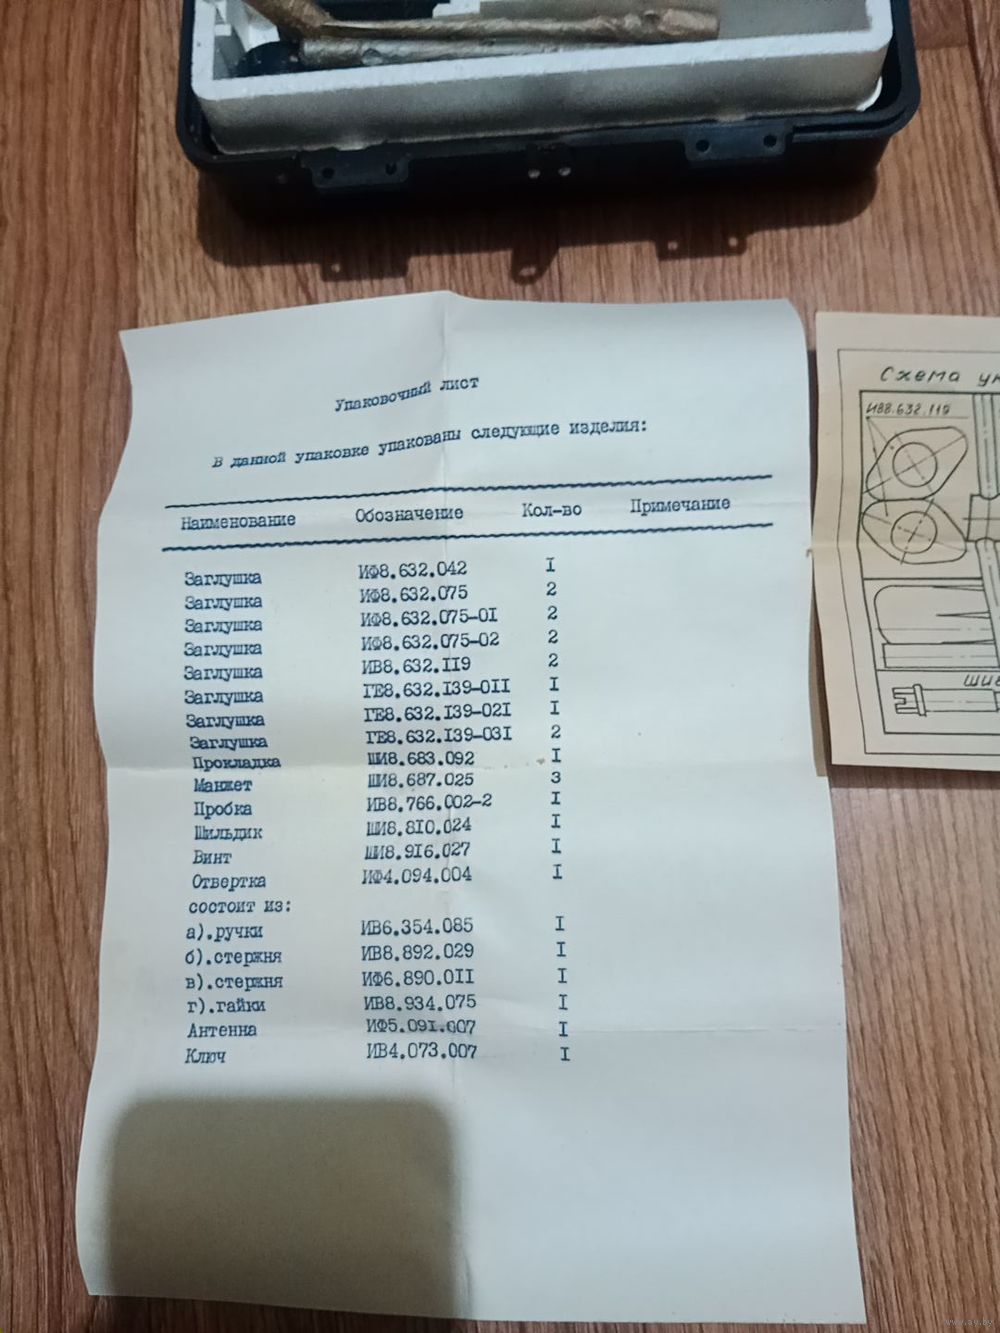 Упаковочный лист
В данной упаковке упакованы следующие изделия:
Наименование Обозначение Кол-во Примечание
Заглушка ИФ8.632.042 I
Заглушка ИФ8.632.075 2
Заглушка ИФ8.632.075-0I 2
Заглушка ИФ8.632.075-02 2
Заглушка ИВ8.632.II9 2
Заглушка ГЕ8.632.I39-0II I
Заглушка ГЕ8.632.I39-02I I
Заглушка ГЕ8.632.I39-03I 2
Прокладка ШИ8.683.092 I
Манжет ШИ8.687.025 3
Пробка ИВ8.766.002-2 I
Шильдик ШИ8.8I0.024 I
Винт ШИ8.9I6.027 I
Отвертка ИФ4.094.004 I
состоит из:
а).ручки ИВ6.354.085 I
б).стержня ИВ8.892.029 I
в).стержня ИФ6.890.0II I
г).гайки ИВ8.934.075 I
Антенна ИФ5.09I.007 I
Ключ ИВ4.073.007 I
Схема ук
ИВ8.632.119
шив
www.ay.by